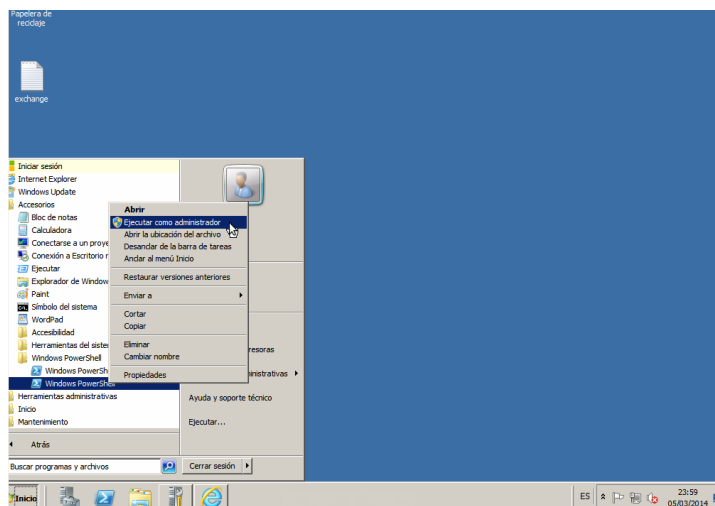 Papelera de
reciclaje
exchange
Iniciar sesión
Internet Explorer
Windows Update
Accesorios
Bloc de notas
Calculadora
Conectarse a un proye
Conexión a Escritorio r
Ejecutar
Explorador de Window
Paint
Símbolo del sistema
WordPad
Accesibilidad
Herramientas del sister
Windows PowerShell
Windows PowerSh
Windows PowerShell
Herramientas administrativas
Inicio
Mantenimiento
Atrás
Buscar programas y archivos
Abrir
Ejecutar como administrador
Abrir la ubicación del archivo
Desanclar de la barra de tareas
Anclar al menú Inicio
Restaurar versiones anteriores
Enviar a
Cortar
Copiar
Eliminar
Cambiar nombre
Propiedades
resoras
ministrativas
Ayuda y soporte técnico
Ejecutar...
Cerrar sesión
Inicio
ES
23:59
05/03/2014